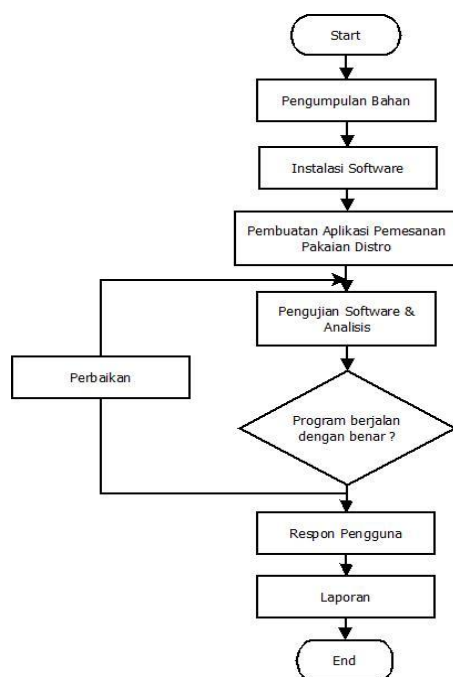 Start
Pengumpulan Bahan
Instalasi Software
Pembuatan Aplikasi Pemesanan
Pakaian Distro
Pengujian Software &
Analisis
Perbaikan
Program berjalan
dengan benar ?
Respon Pengguna
Laporan
End